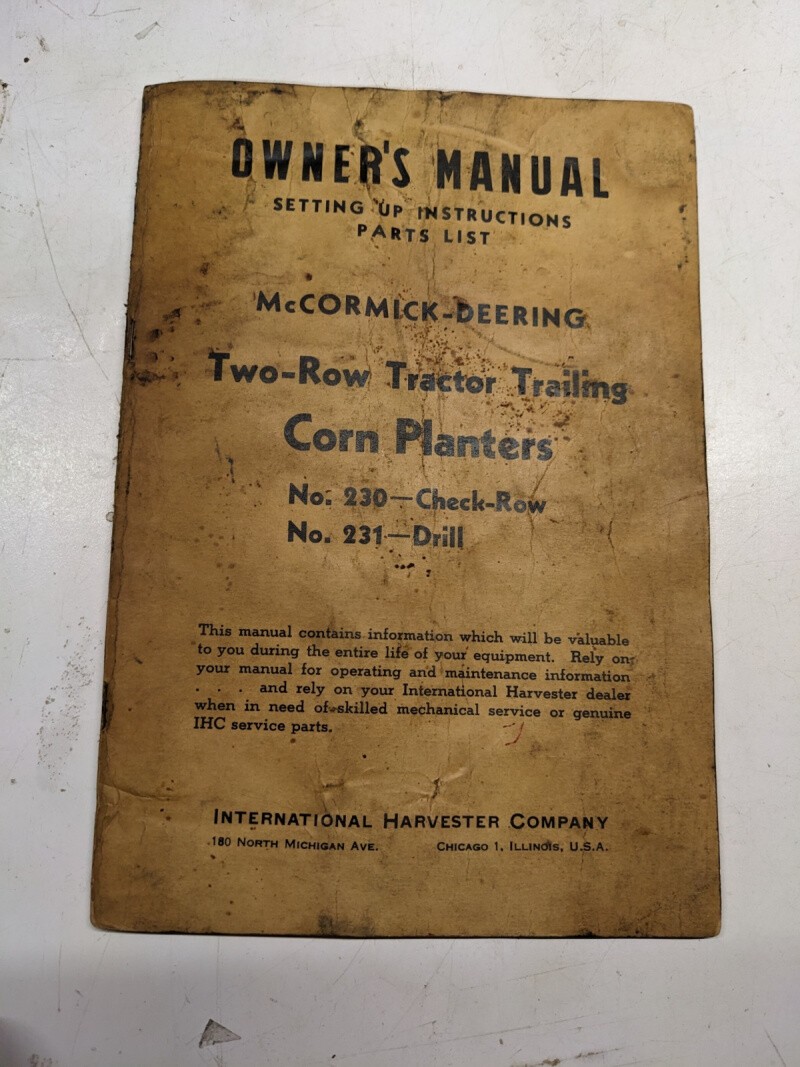 OWNER'S MANUAL
SETTING UP INSTRUCTIONS
PARTS LIST
McCORMICK-DEERING
Two-Row Tractor Trailing
Corn Planters
No. 230—Check-Row
No. 231—Drill
This manual contains information which will be valuable
to you during the entire life of your equipment. Rely on
your manual for operating and maintenance information
. . . and rely on your International Harvester dealer
when in need of skilled mechanical service or genuine
IHC service parts.
INTERNATIONAL HARVESTER COMPANY
180 NORTH MICHIGAN AVE. CHICAGO 1, ILLINOIS, U.S.A.